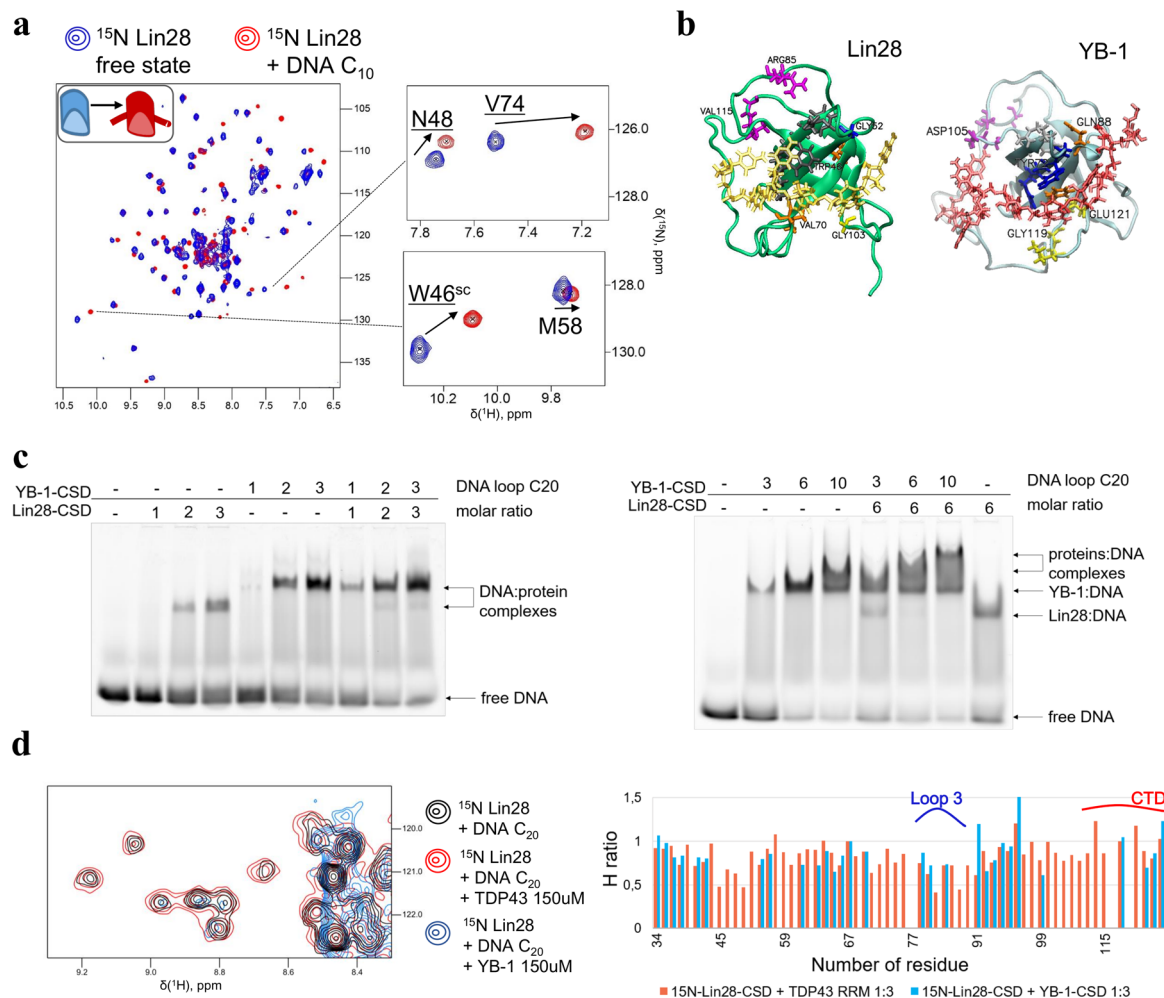 a
15N Lin28
free state
15N Lin28
+ DNA C10
105
110
115
120
125
130
135
10.5 10.0 9.5 9.0 8.5 8.0 7.5 7.0 6.5
N48
V74
126.0
128.0
7.8 7.6 7.4 7.2
δ(15N), ppm
W46SC
M58
128.0
130.0
10.2 10.0 9.8
δ(1H), ppm
b
Lin28
YB-1
ARG85
VAL115
GLY62
VAL70
GLY103
ASP105
GLN88
GLU121
GLY119
c
YB-1-CSD - - - - 1 2 3 1 2 3 DNA loop C20
Lin28-CSD - 1 2 3 - - - 1 2 3 molar ratio
DNA:protein
complexes
free DNA
YB-1-CSD - 3 6 10 3 6 10 - DNA loop C20
Lin28-CSD - - - - 6 6 6 6 molar ratio
proteins:DNA
complexes
YB-1:DNA
Lin28:DNA
free DNA
d
120.0
121.0
122.0
9.2 9.0 8.8 8.6 8.4
δ(1H), ppm
15N Lin28
+ DNA C20
15N Lin28
+ DNA C20
+ TDP43 150uM
15N Lin28
+ DNA C20
+ YB-1 150uM
H ratio
1,5
1
0,5
0
Loop 3
CTD
34 45 59 67 77 91 99 115
Number of residue
15N-Lin28-CSD + TDP43 RRM 1:3
15N-Lin28-CSD + YB-1-CSD 1:3